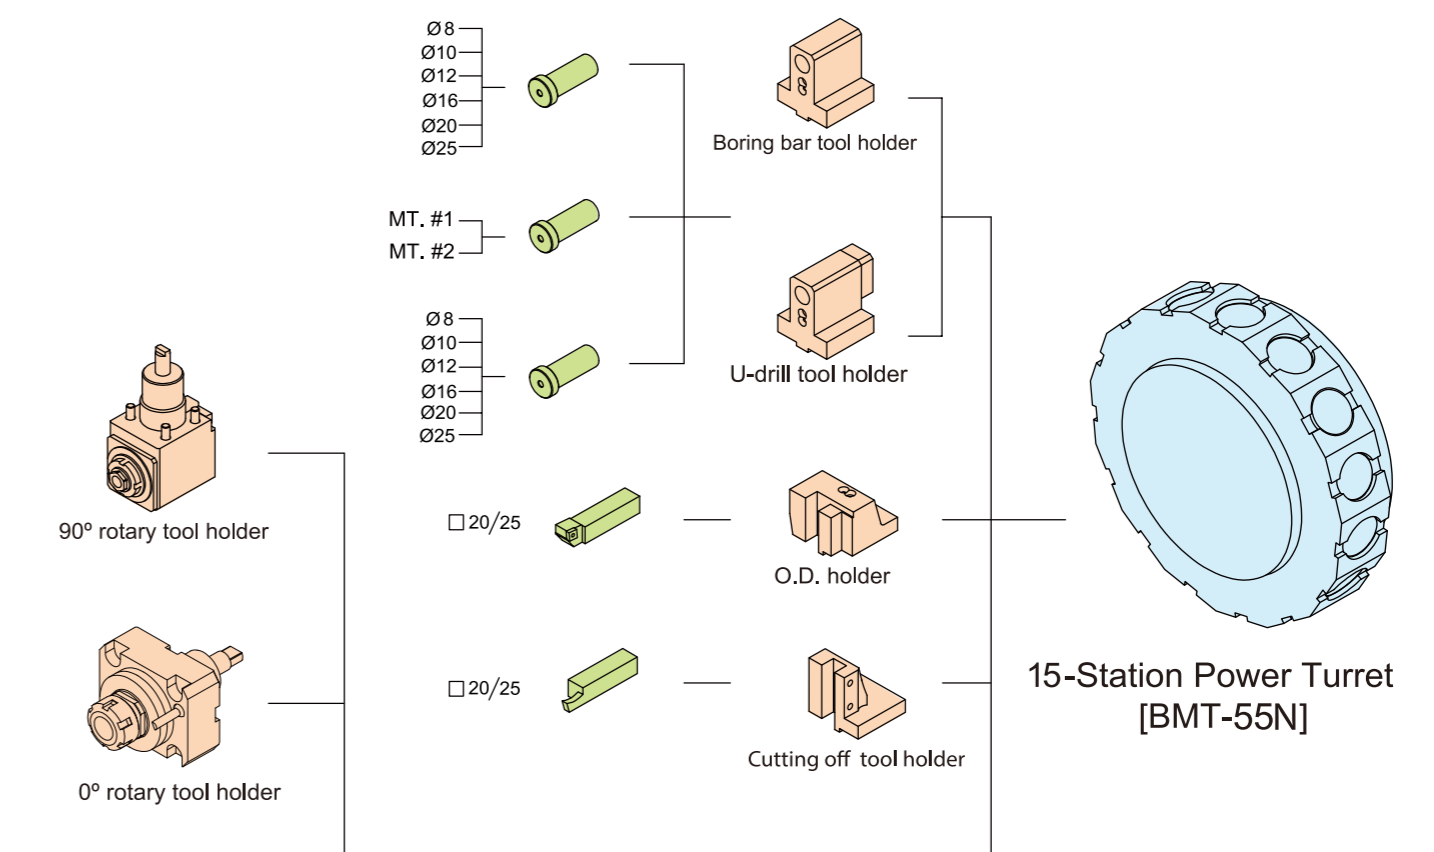 Ø8
Ø10
Ø12
Ø16
Ø20
Ø25
Boring bar tool holder
MT. #1
MT. #2
Ø8
Ø10
Ø12
Ø16
Ø20
Ø25
U-drill tool holder
90º rotary tool holder
□ 20/25
O.D. holder
15-Station Power Turret
[BMT-55N]
□ 20/25
Cutting off tool holder
0º rotary tool holder